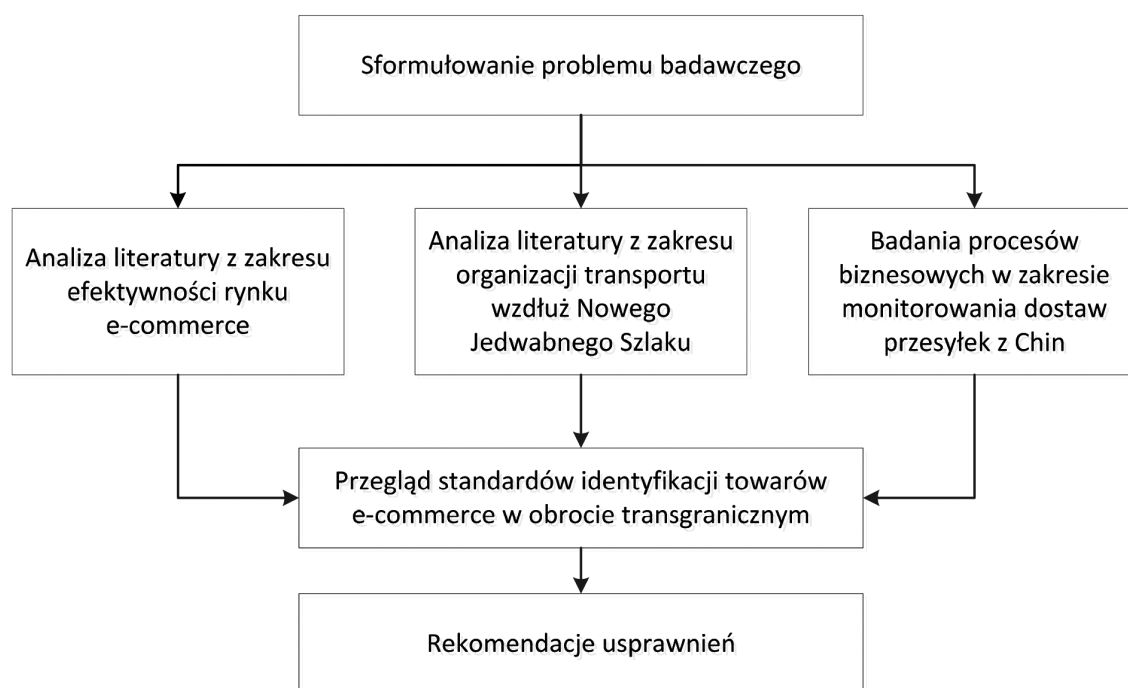 Sformułowanie problemu badawczego
Analiza literatury z zakresu
efektywności rynku
e-commerce
Analiza literatury z zakresu
organizacji transportu
wzdłuż Nowego
Jedwabnego Szlaku
Badania procesów
biznesowych w zakresie
monitorowania dostaw
przesyłek z Chin
Przegląd standardów identyfikacji towarów
e-commerce w obrocie transgranicznym
Rekomendacje usprawnień